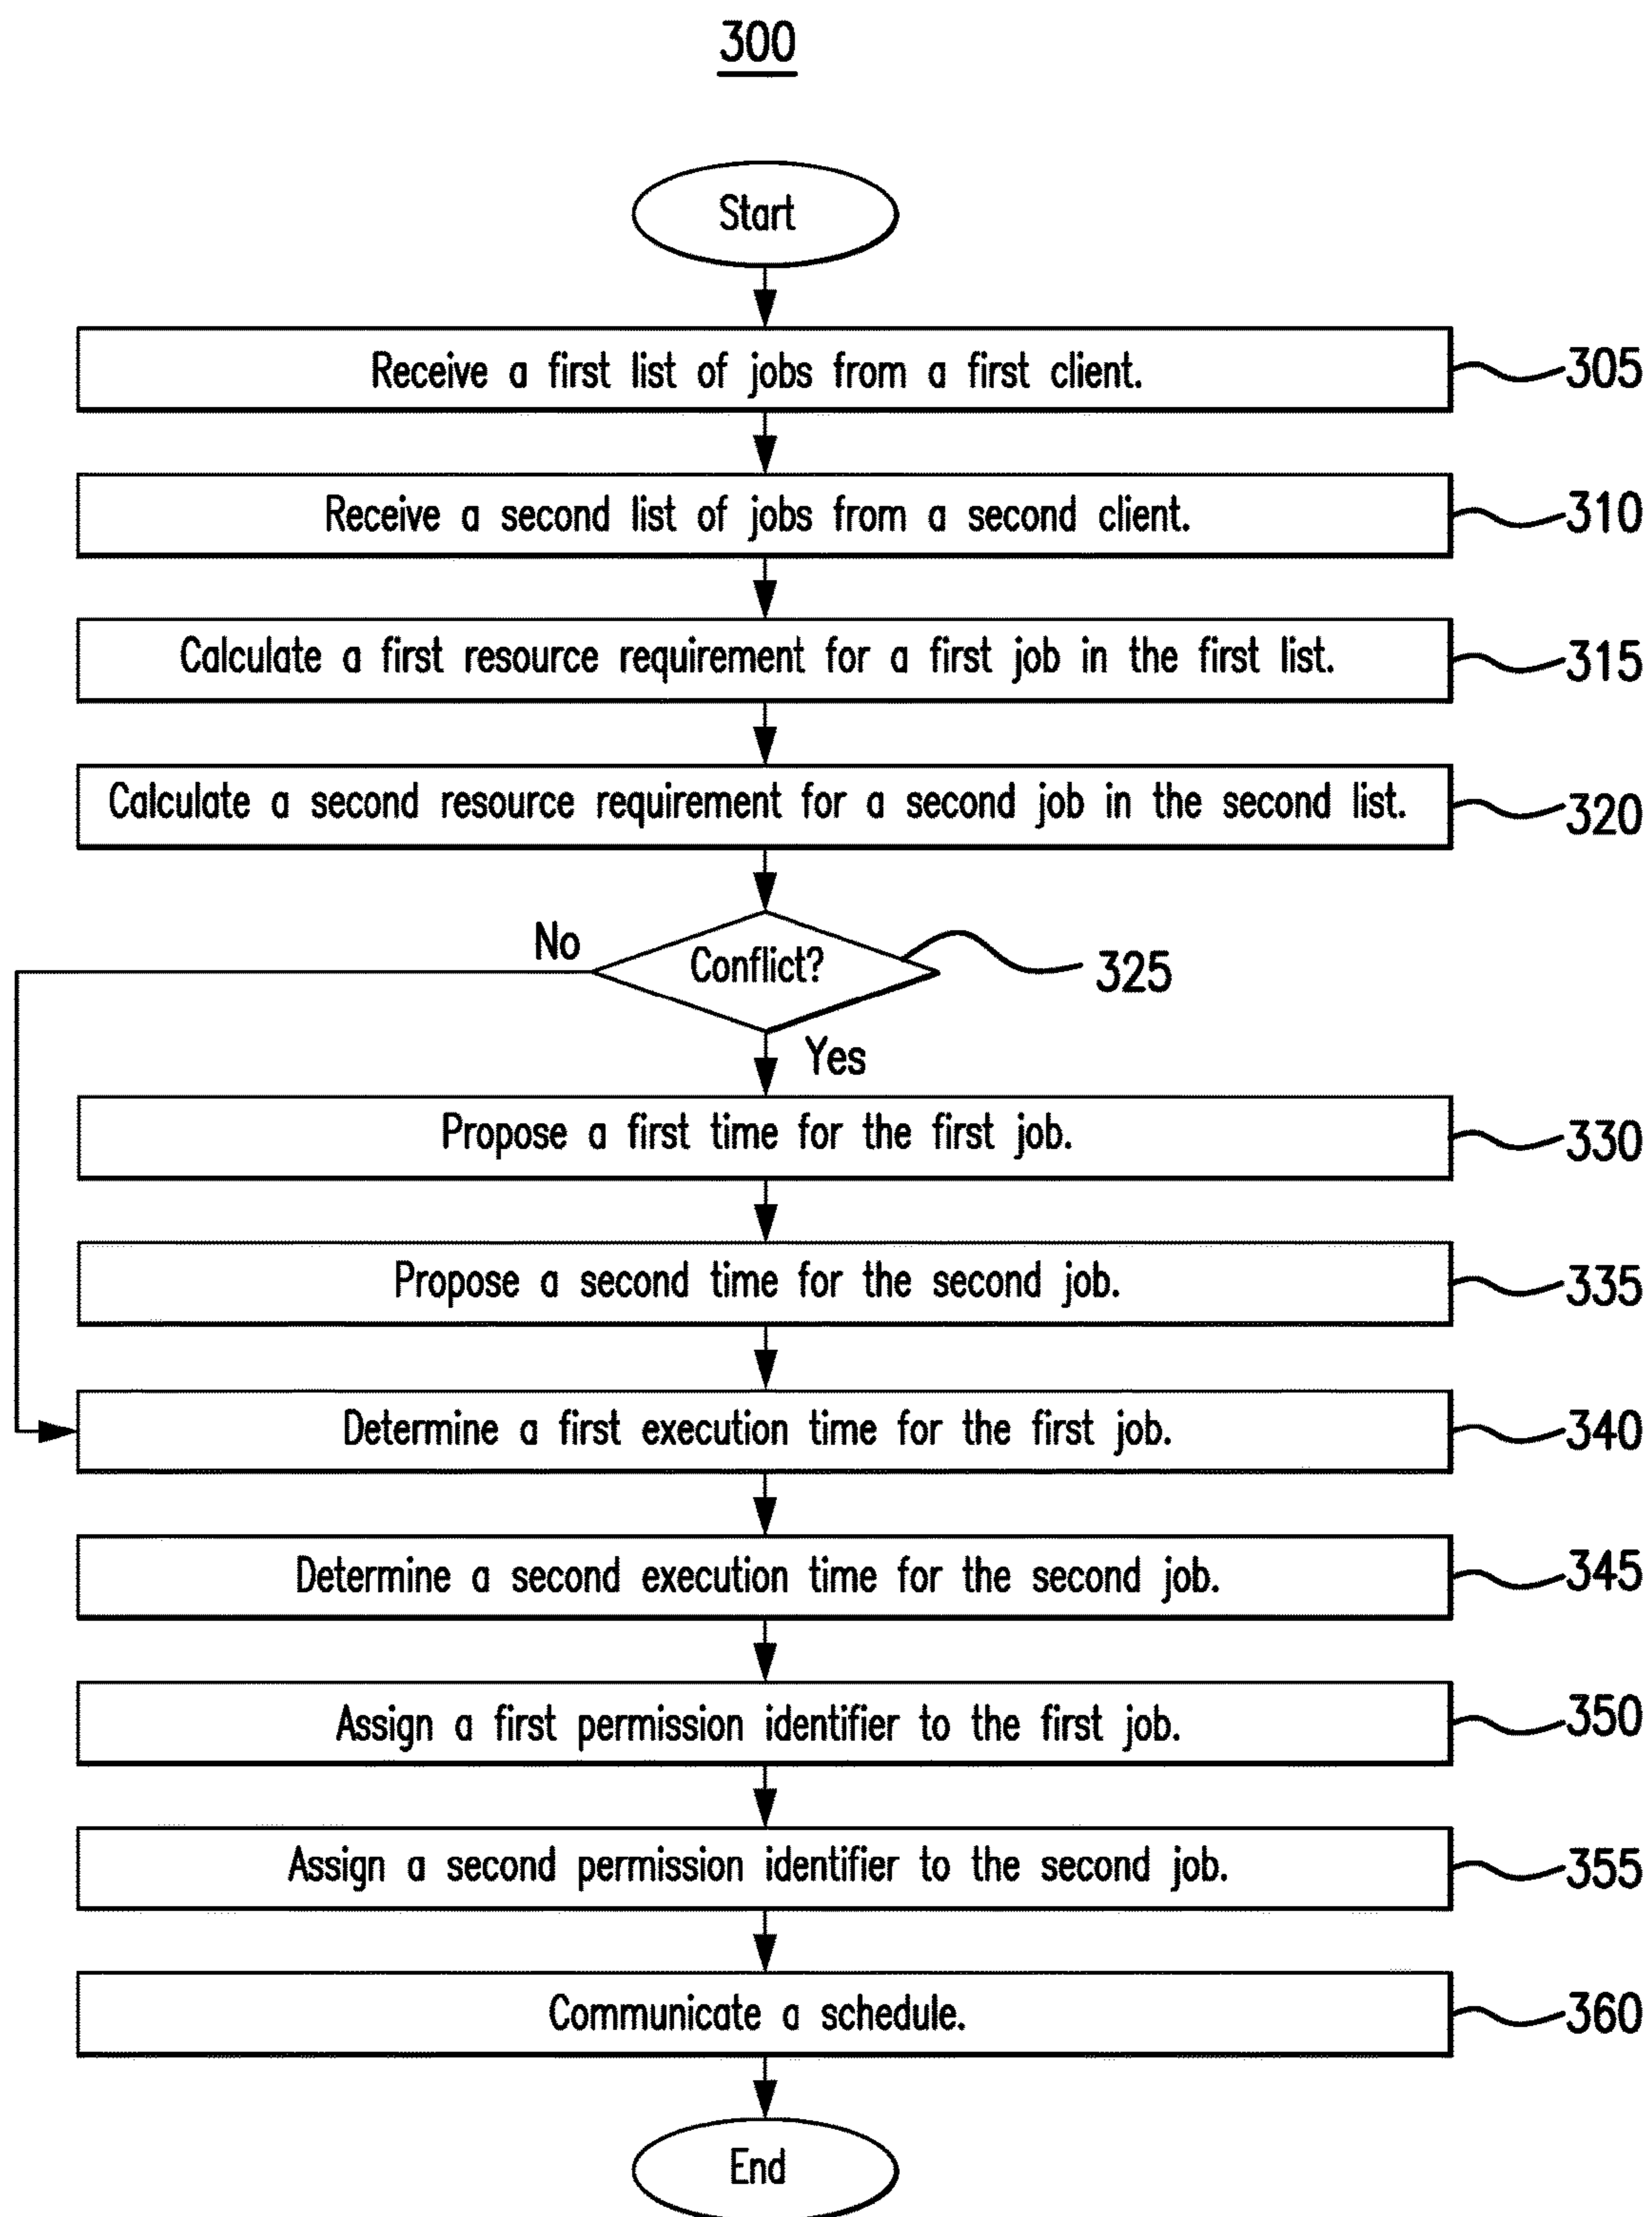 300
Start
Receive a first list of jobs from a first client.
305
Receive a second list of jobs from a second client.
310
Calculate a first resource requirement for a first job in the first list.
315
Calculate a second resource requirement for a second job in the second list.
320
No
Conflict?
325
Yes
Propose a first time for the first job.
330
Propose a second time for the second job.
335
Determine a first execution time for the first job.
340
Determine a second execution time for the second job.
345
Assign a first permission identifier to the first job.
350
Assign a second permission identifier to the second job.
355
Communicate a schedule.
360
End